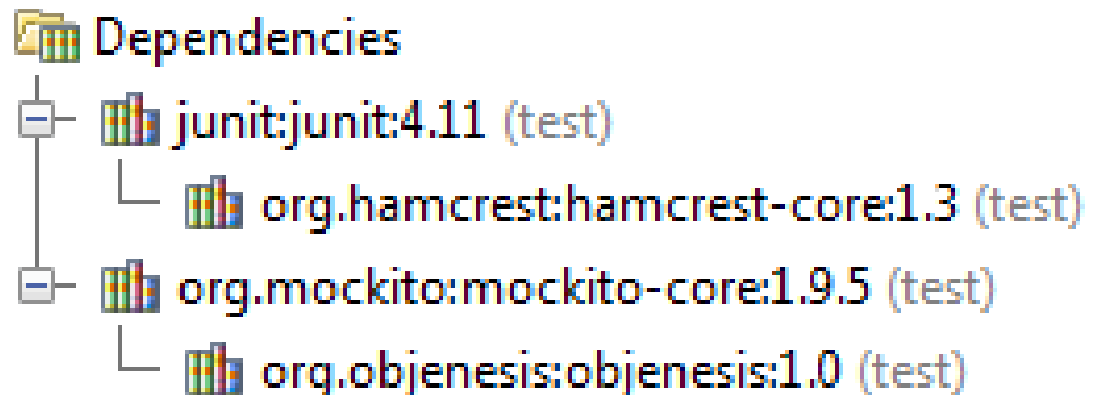 Dependencies
junit:junit:4.11 (test)
org.hamcrest:hamcrest-core:1.3 (test)
org.mockito:mockito-core:1.9.5 (test)
org.objenesis:objenesis:1.0 (test)